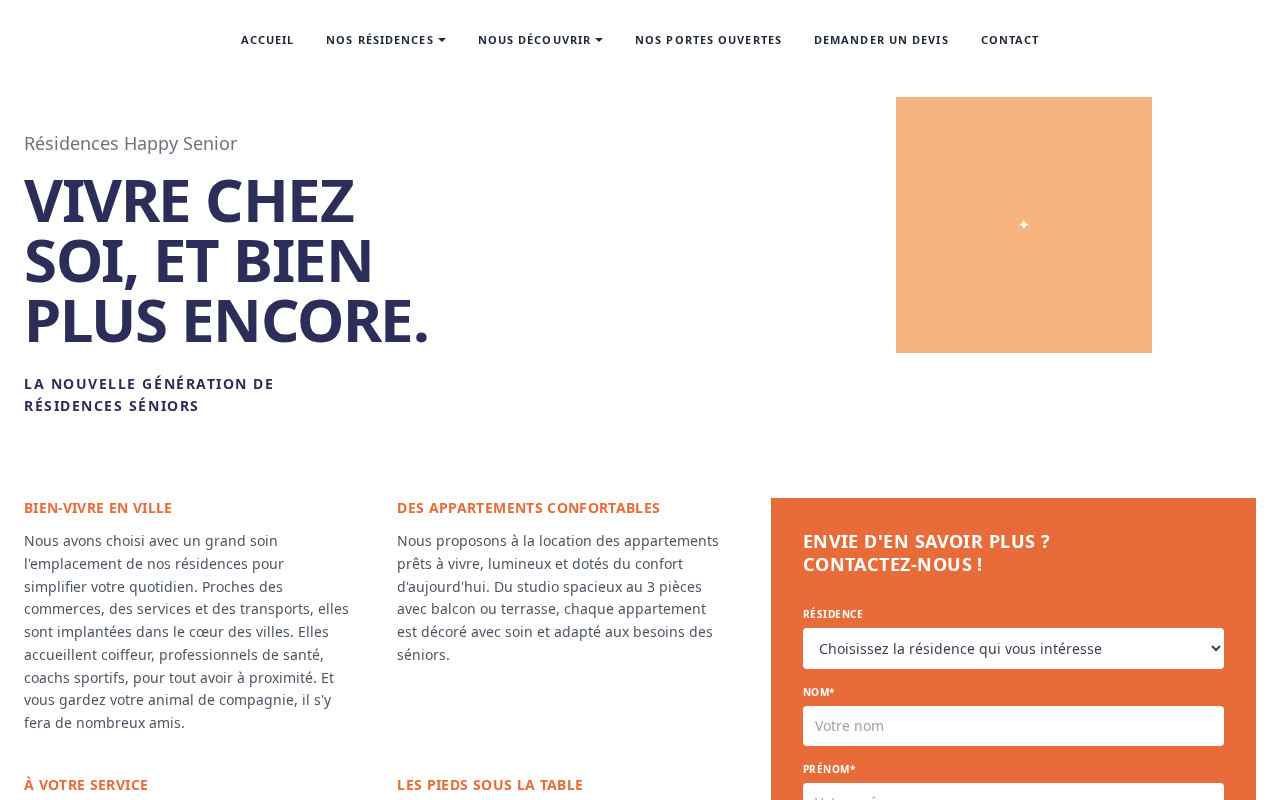 ACCUEIL
NOS RÉSIDENCES
NOUS DÉCOUVRIR
NOS PORTES OUVERTES
DEMANDER UN DEVIS
CONTACT
Résidences Happy Senior
VIVRE CHEZ
SOI, ET BIEN
PLUS ENCORE.
LA NOUVELLE GÉNÉRATION DE
RÉSIDENCES SÉNIORS
BIEN-VIVRE EN VILLE
Nous avons choisi avec un grand soin
l'emplacement de nos résidences pour
simplifier votre quotidien. Proches des
commerces, des services et des transports, elles
sont implantées dans le cœur des villes. Elles
accueillent coiffeur, professionnels de santé,
coachs sportifs, pour tout avoir à proximité. Et
vous gardez votre animal de compagnie, il s'y
fera de nombreux amis.
DES APPARTEMENTS CONFORTABLES
Nous proposons à la location des appartements
prêts à vivre, lumineux et dotés du confort
d'aujourd'hui. Du studio spacieux au 3 pièces
avec balcon ou terrasse, chaque appartement
est décoré avec soin et adapté aux besoins des
séniors.
À VOTRE SERVICE
LES PIEDS SOUS LA TABLE
ENVIE D'EN SAVOIR PLUS ?
CONTACTEZ-NOUS !
RÉSIDENCE
Choisissez la résidence qui vous intéresse
NOM*
Votre nom
PRÉNOM*